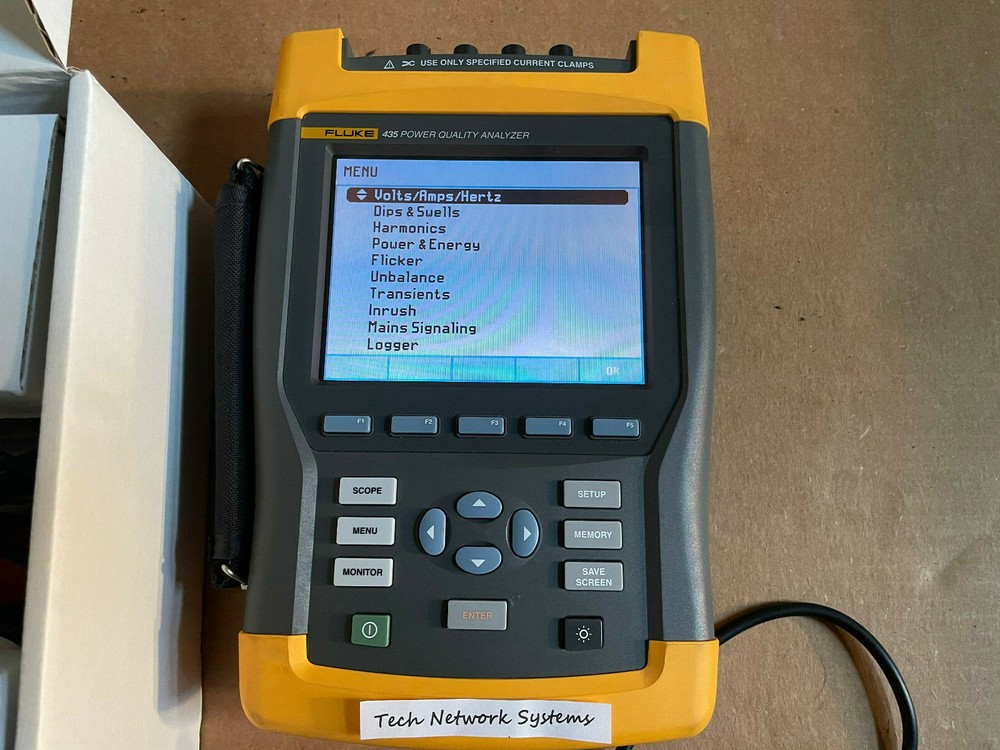 USE ONLY SPECIFIED CURRENT CLAMPS
FLUKE 435 POWER QUALITY ANALYZER
MENU
Volts/Amps/Hertz
Dips & Swells
Harmonics
Power & Energy
Flicker
Unbalance
Transients
Inrush
Mains Signaling
Logger
OK
F1 F2 F3 F4 F5
SCOPE
SETUP
MENU
MEMORY
MONITOR
SAVE
SCREEN
ENTER
Tech Network Systems